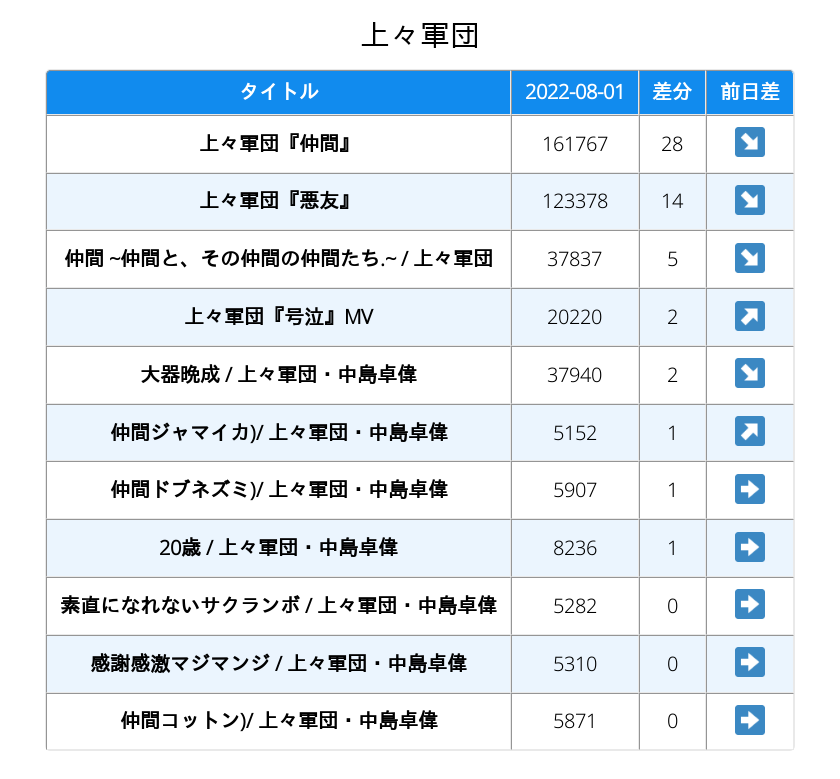 上々軍団
タイトル 2022-08-01 差分 前日差
上々軍団『仲間』 161767 28 ↘
上々軍団『悪友』 123378 14 ↘
仲間 ~仲間と、その仲間の仲間たち.~ / 上々軍団 37837 5 ↘
上々軍団『号泣』MV 20220 2 ↗
大器晩成 / 上々軍団・中島卓偉 37940 2 ↘
仲間ジャマイカ)/ 上々軍団・中島卓偉 5152 1 ↗
仲間ドブネズミ)/ 上々軍団・中島卓偉 5907 1 ➡
20歳 / 上々軍団・中島卓偉 8236 1 ➡
素直になれないサクランボ / 上々軍団・中島卓偉 5282 0 ➡
感謝感激マジマンジ / 上々軍団・中島卓偉 5310 0 ➡
仲間コットン)/ 上々軍団・中島卓偉 5871 0 ➡